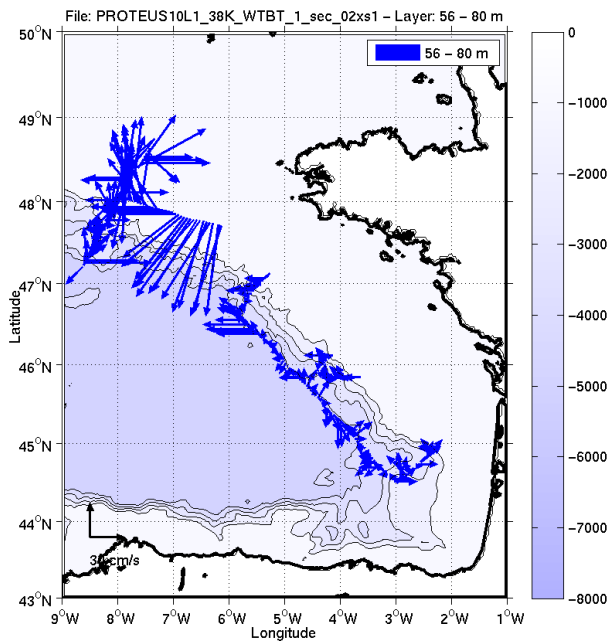 File: PROTEUS10L1_38K_WTBT_1_sec_02xs1 – Layer: 56 – 80 m
56 – 80 m
50°N
49°N
48°N
47°N
46°N
45°N
44°N
43°N
Latitude
30 cm/s
9°W 8°W 7°W 6°W 5°W 4°W 3°W 2°W 1°W
Longitude
0
−1000
−2000
−3000
−4000
−5000
−6000
−7000
−8000